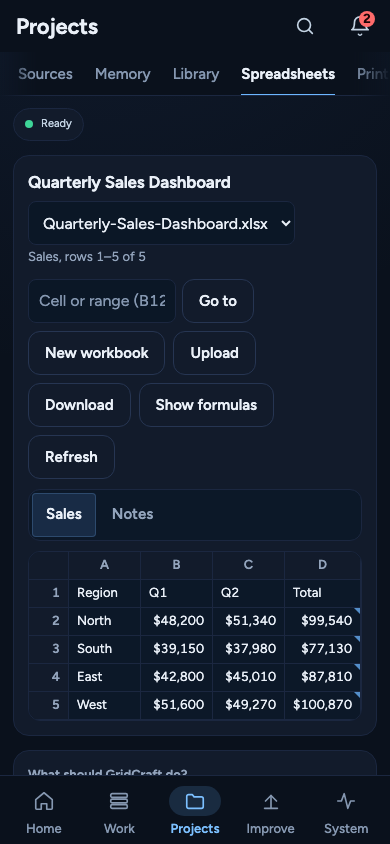 Projects
2
Sources Memory Library Spreadsheets Print
Ready
Quarterly Sales Dashboard
Quarterly-Sales-Dashboard.xlsx
Sales, rows 1–5 of 5
Cell or range (B12 Go to
New workbook Upload
Download Show formulas
Refresh
Sales Notes
A B C D
1 Region Q1 Q2 Total
2 North $48,200 $51,340 $99,540
3 South $39,150 $37,980 $77,130
4 East $42,800 $45,010 $87,810
5 West $51,600 $49,270 $100,870
What should GridCraft do?
Home Work Projects Improve System